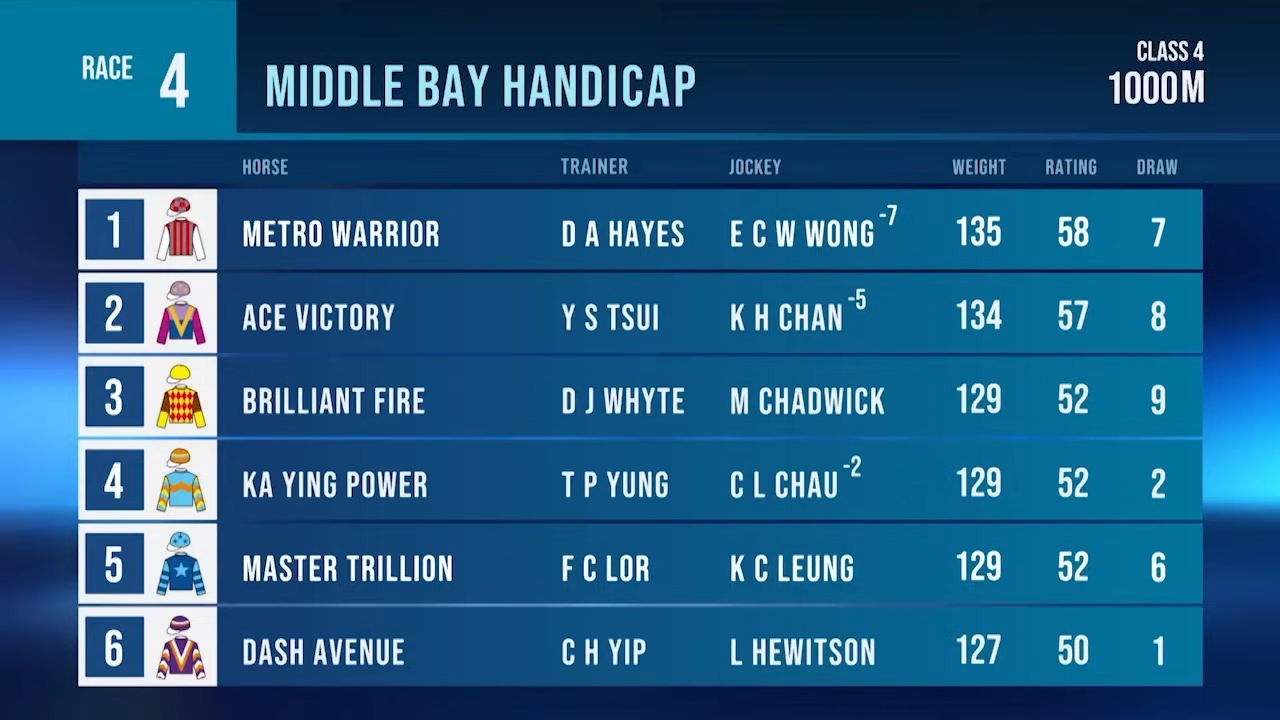 RACE 4
MIDDLE BAY HANDICAP
CLASS 4
1000M
HORSE TRAINER JOCKEY WEIGHT RATING DRAW
1 METRO WARRIOR D A HAYES E C W WONG -7 135 58 7
2 ACE VICTORY Y S TSUI K H CHAN -5 134 57 8
3 BRILLIANT FIRE D J WHYTE M CHADWICK 129 52 9
4 KA YING POWER T P YUNG C L CHAU -2 129 52 2
5 MASTER TRILLION F C LOR K C LEUNG 129 52 6
6 DASH AVENUE C H YIP L HEWITSON 127 50 1